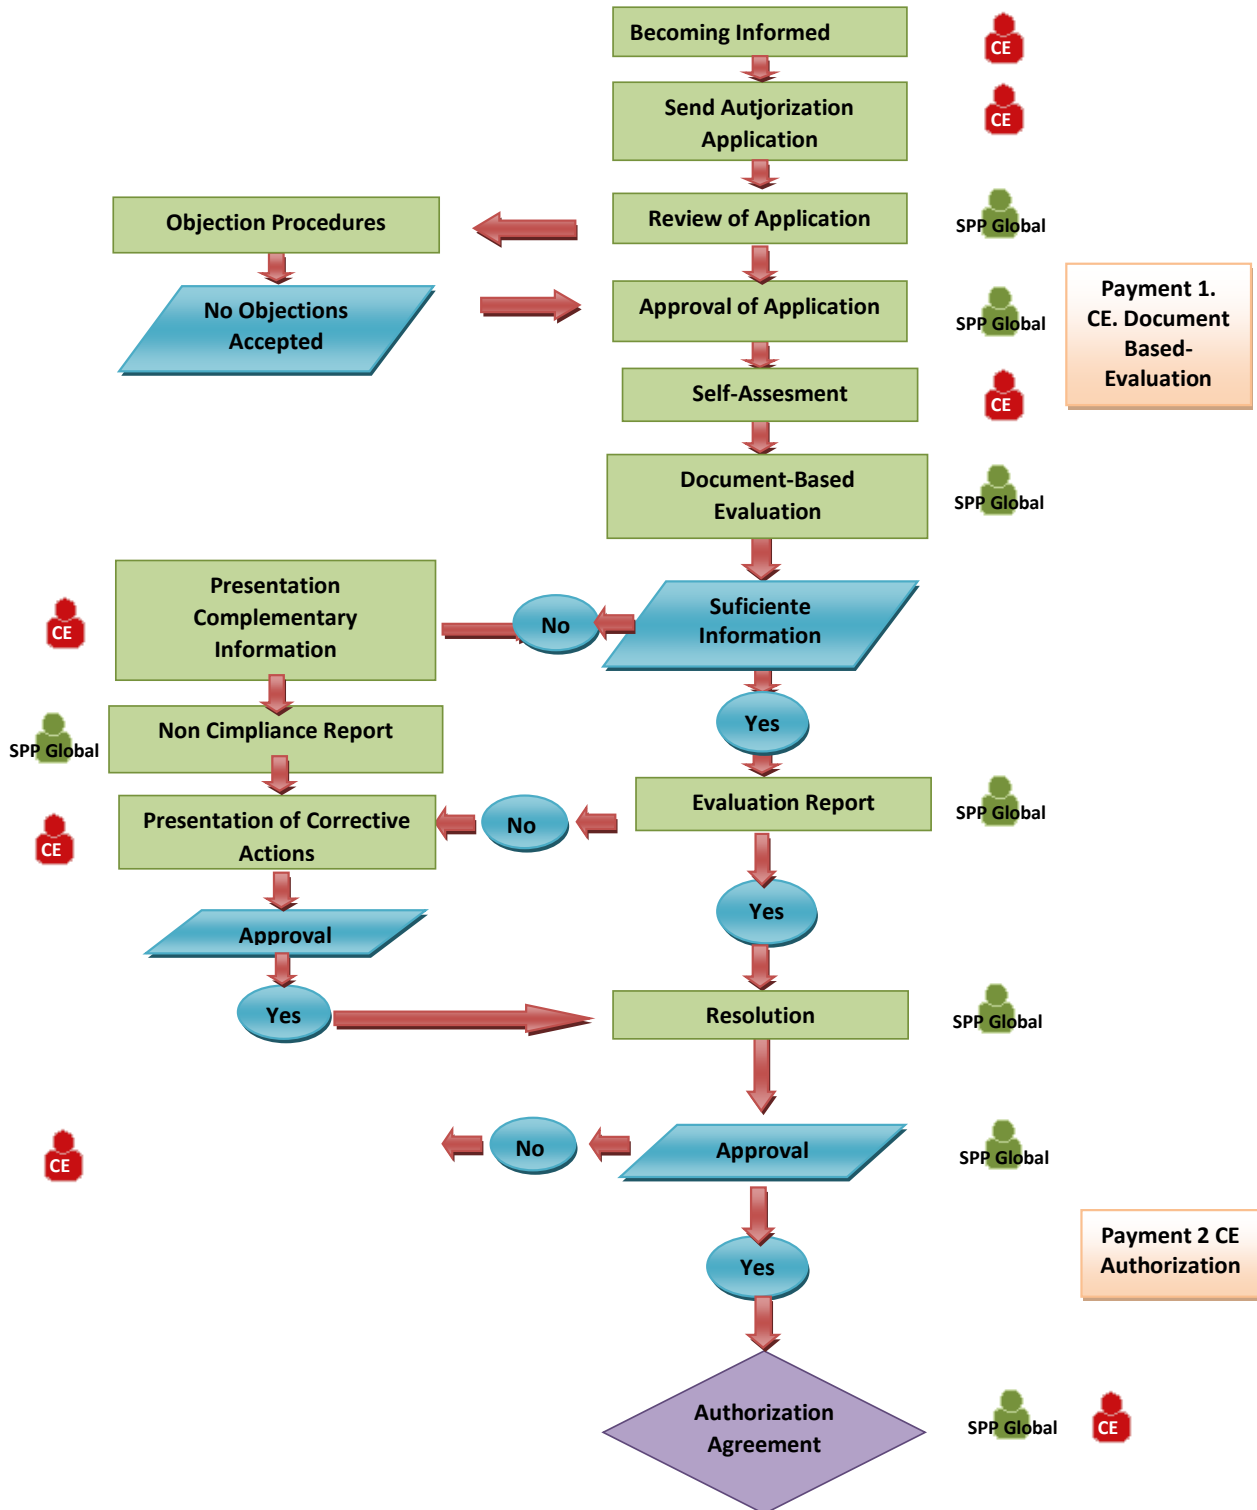 Becoming Informed
CE
Send Autjorization
Application
CE
Objection Procedures
Review of Application
SPP Global
No Objections
Accepted
Approval of Application
SPP Global
Payment 1.
CE. Document
Based-
Evaluation
Self-Assesment
CE
Document-Based
Evaluation
SPP Global
CE
Presentation
Complementary
Information
No
Suficiente
Information
SPP Global
Non Cimpliance Report
Yes
CE
Presentation of Corrective
Actions
No
Evaluation Report
SPP Global
Approval
Yes
Yes
Resolution
SPP Global
CE
No
Approval
SPP Global
Yes
Payment 2 CE
Authorization
Authorization
Agreement
SPP Global
CE